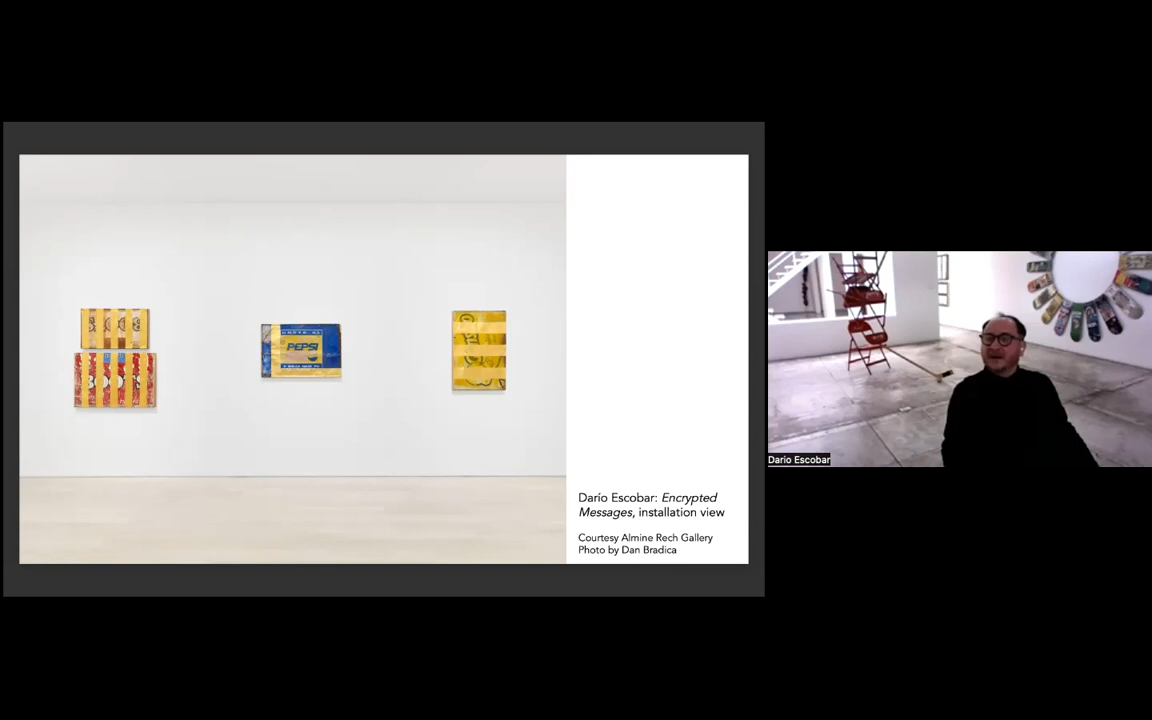 PEPSI
Darío Escobar: Encrypted
Messages, installation view
Courtesy Almine Rech Gallery
Photo by Dan Bradica
Dario Escobar